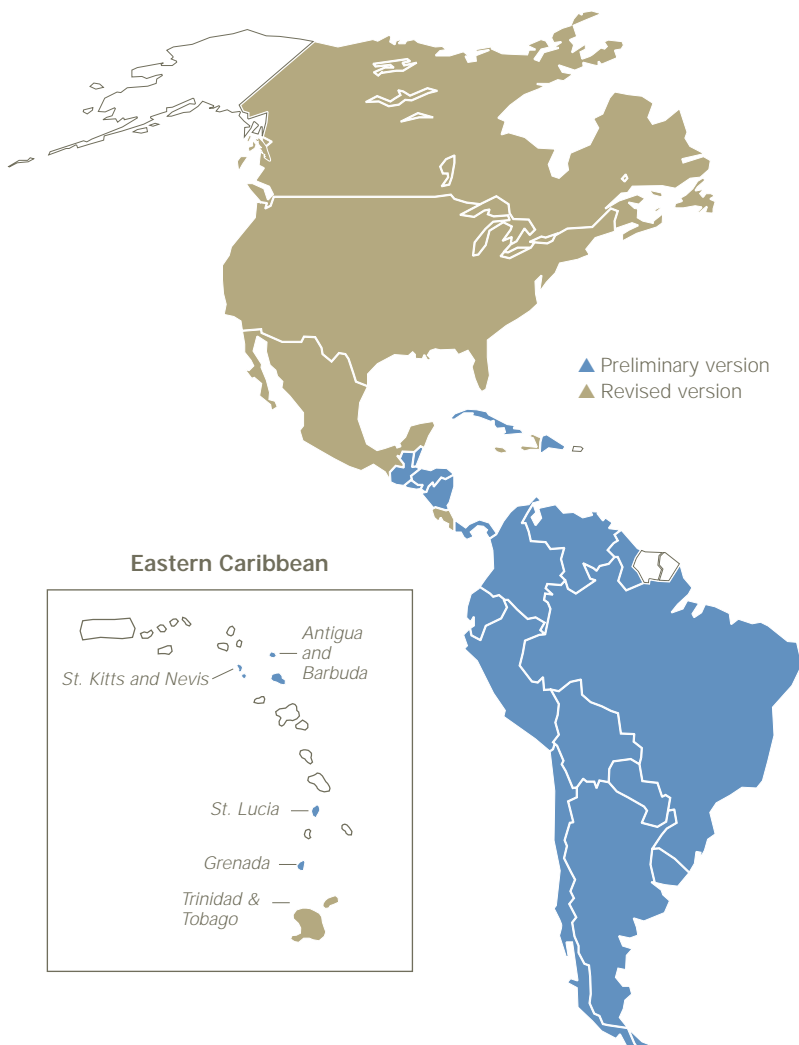 Preliminary version
Revised version
Eastern Caribbean
Antigua
and
Barbuda
St. Kitts and Nevis
St. Lucia
Grenada
Trinidad &
Tobago